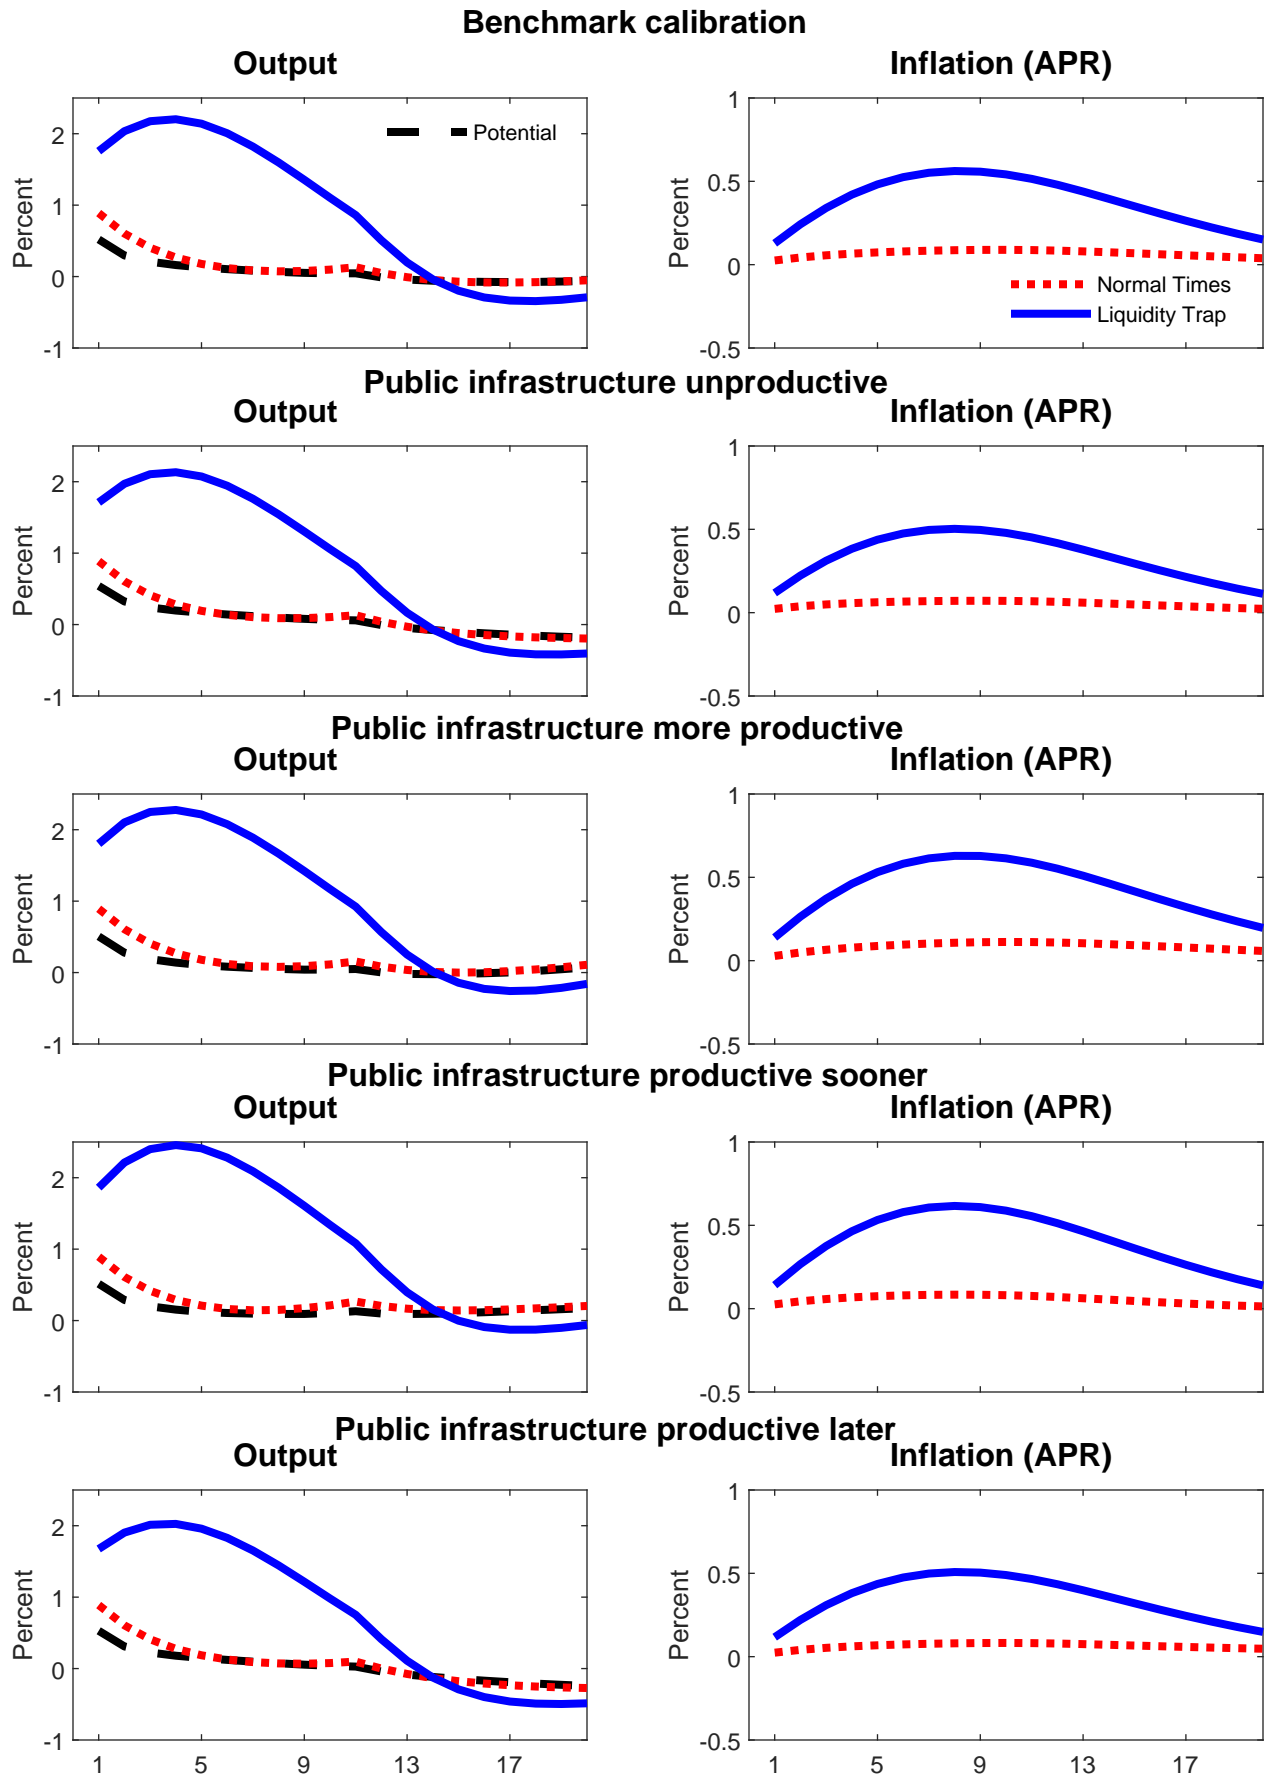 Benchmark calibration
Output
Inflation (APR)
Percent
2
1
0
-1
Potential
Percent
1
0.5
0
-0.5
Normal Times
Liquidity Trap
Public infrastructure unproductive
Output
Inflation (APR)
Percent
2
1
0
-1
Percent
1
0.5
0
-0.5
Public infrastructure more productive
Output
Inflation (APR)
Percent
2
1
0
-1
Percent
1
0.5
0
-0.5
Public infrastructure productive sooner
Output
Inflation (APR)
Percent
2
1
0
-1
Percent
1
0.5
0
-0.5
Public infrastructure productive later
Output
Inflation (APR)
Percent
2
1
0
-1
1 5 9 13 17
Percent
1
0.5
0
-0.5
1 5 9 13 17